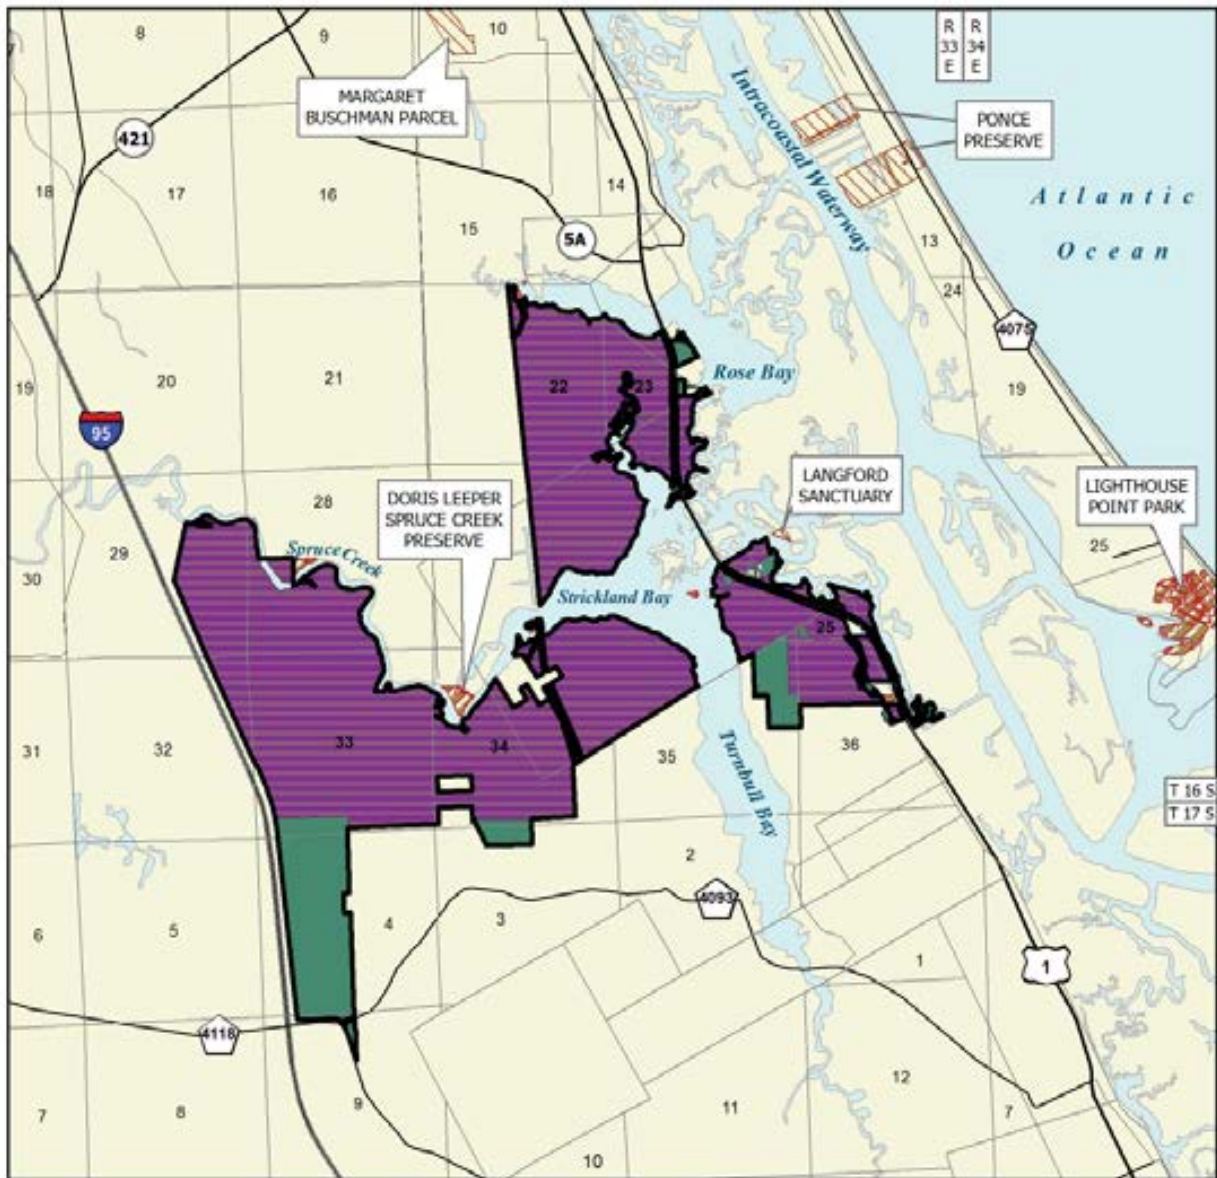 8
9
10
R
33
E
R
34
E
MARGARET
BUSCHMAN PARCEL
PONCE
PRESERVE
Intracoastal Waterway
421
18
17
16
14
15
5A
13
Atlantic
Ocean
24
4075
19
20
21
22
23
Rose Bay
19
95
28
DORIS LEEPER
SPRUCE CREEK
PRESERVE
LANGFORD
SANCTUARY
LIGHTHOUSE
POINT PARK
29
30
Spruce Creek
25
Strickland Bay
25
31
32
33
34
35
36
Turnbull Bay
T 16 S
T 17 S
2
4093
6
5
4
3
1
1
4118
7
8
9
10
11
12
7